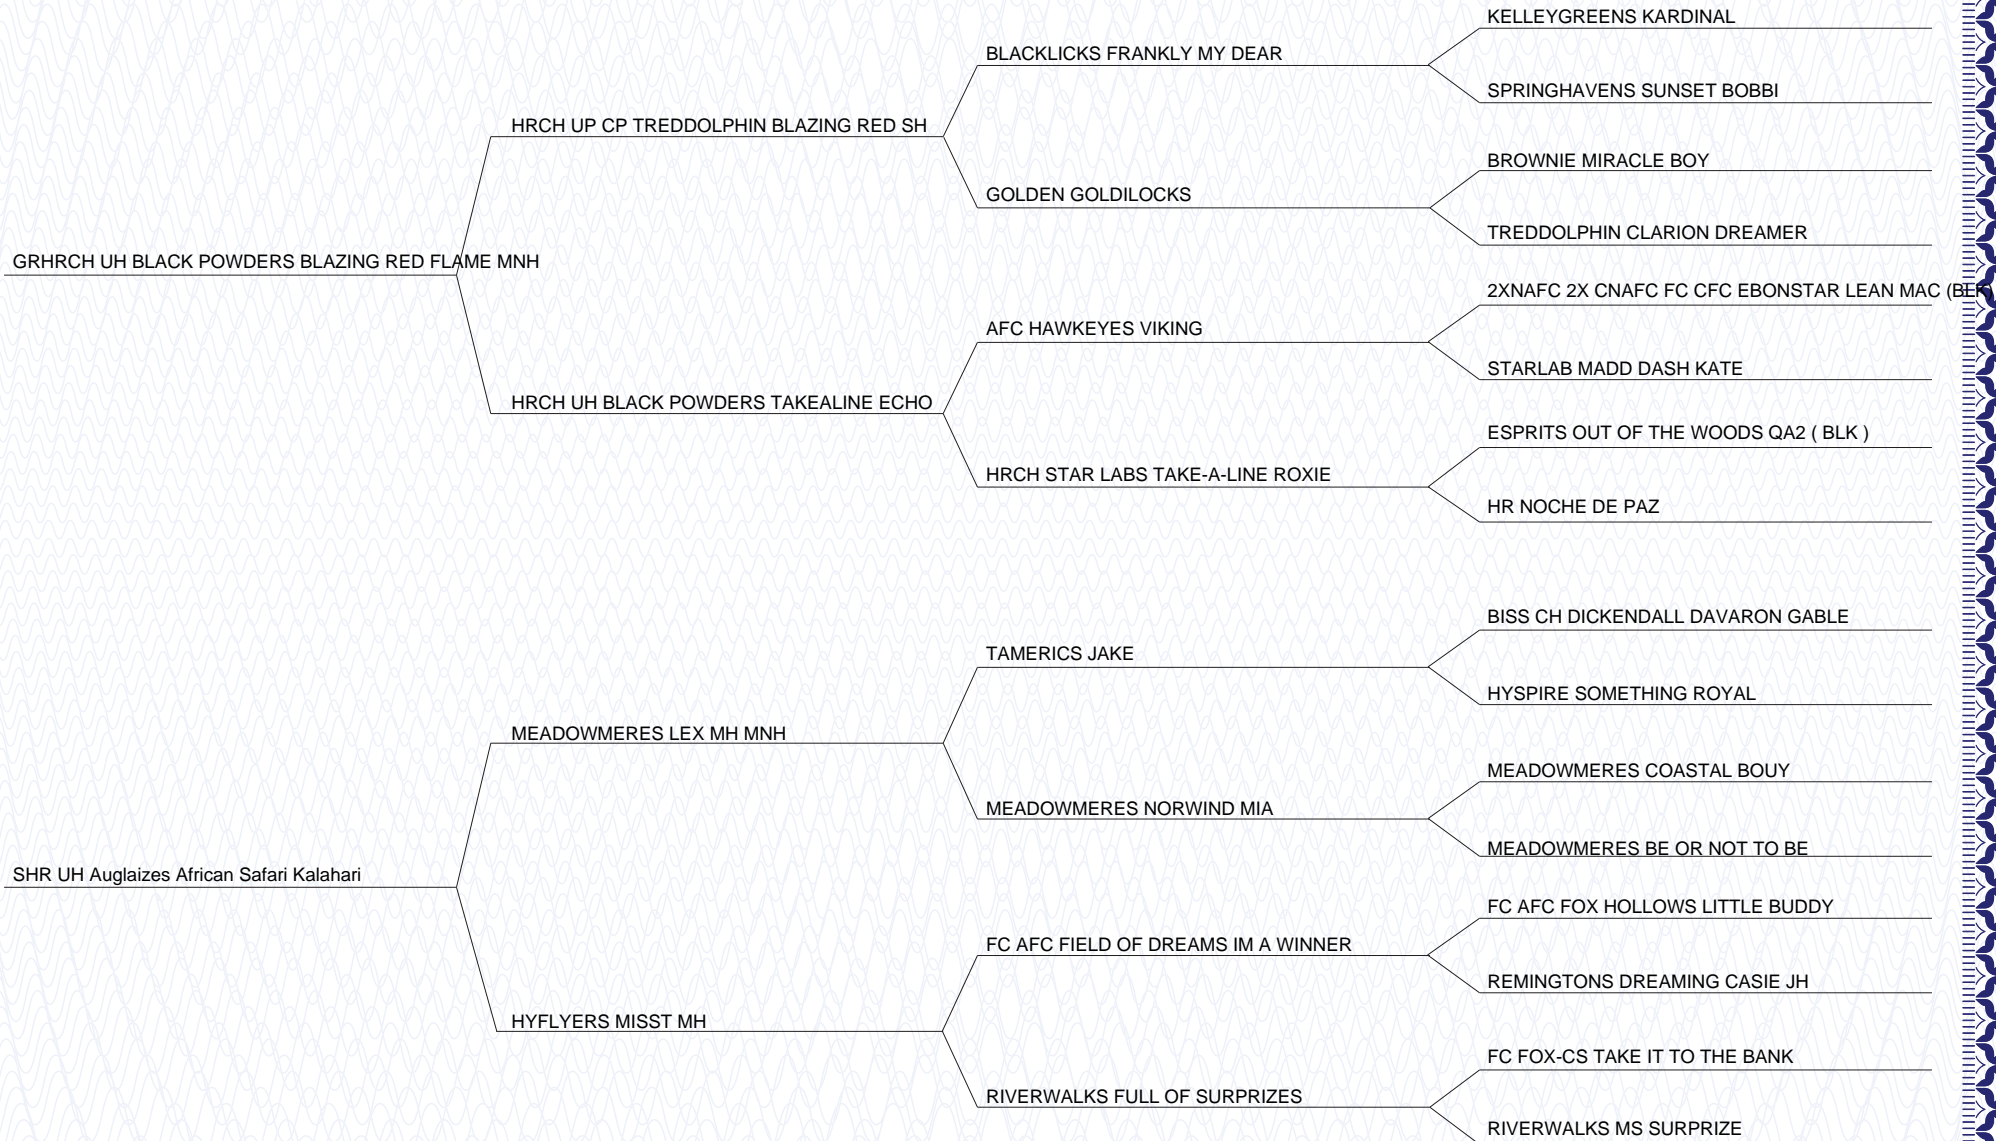 KELLEYGREENS KARDINAL
BLACKLICKS FRANKLY MY DEAR
SPRINGHAVENS SUNSET BOBBI
HRCH UP CP TREDDOLPHIN BLAZING RED SH
BROWNIE MIRACLE BOY
GOLDEN GOLDILOCKS
TREDDOLPHIN CLARION DREAMER
GRHRCH UH BLACK POWDERS BLAZING RED FLAME MNH
2XNAFC 2X CNAFC FC CFC EBONSTAR LEAN MAC (BLK)
AFC HAWKEYES VIKING
STARLAB MADD DASH KATE
HRCH UH BLACK POWDERS TAKEALINE ECHO
ESPRITS OUT OF THE WOODS QA2 ( BLK )
HRCH STAR LABS TAKE-A-LINE ROXIE
HR NOCHE DE PAZ
BISS CH DICKENDALL DAVARON GABLE
TAMERICS JAKE
HYSPIRE SOMETHING ROYAL
MEADOWMERES LEX MH MNH
MEADOWMERES COASTAL BOUY
MEADOWMERES NORWIND MIA
MEADOWMERES BE OR NOT TO BE
SHR UH Auglaizes African Safari Kalahari
FC AFC FOX HOLLOWS LITTLE BUDDY
FC AFC FIELD OF DREAMS IM A WINNER
REMINGTONS DREAMING CASIE JH
HYFLYERS MISST MH
FC FOX-CS TAKE IT TO THE BANK
RIVERWALKS FULL OF SURPRIZES
RIVERWALKS MS SURPRIZE